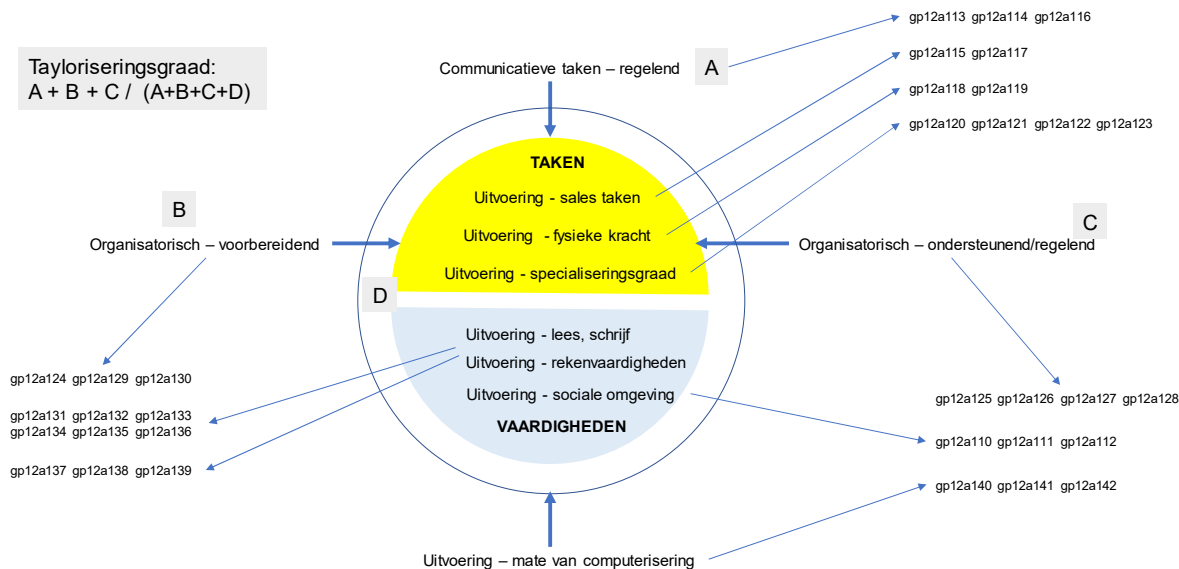 gp12a113 gp12a114 gp12a116
Tayloriseringsgraad:
A + B + C / (A+B+C+D)
Communicatieve taken – regelend
A
gp12a115 gp12a117
gp12a118 gp12a119
gp12a120 gp12a121 gp12a122 gp12a123
TAKEN
Uitvoering - sales taken
Uitvoering - fysieke kracht
Uitvoering - specialiseringsgraad
B
Organisatorisch – voorbereidend
C
Organisatorisch – ondersteunend/regelend
D
Uitvoering - lees, schrijf
Uitvoering - rekenvaardigheden
Uitvoering - sociale omgeving
VAARDIGHEDEN
gp12a124 gp12a129 gp12a130
gp12a131 gp12a132 gp12a133
gp12a134 gp12a135 gp12a136
gp12a137 gp12a138 gp12a139
gp12a125 gp12a126 gp12a127 gp12a128
gp12a110 gp12a111 gp12a112
gp12a140 gp12a141 gp12a142
Uitvoering – mate van computerisering